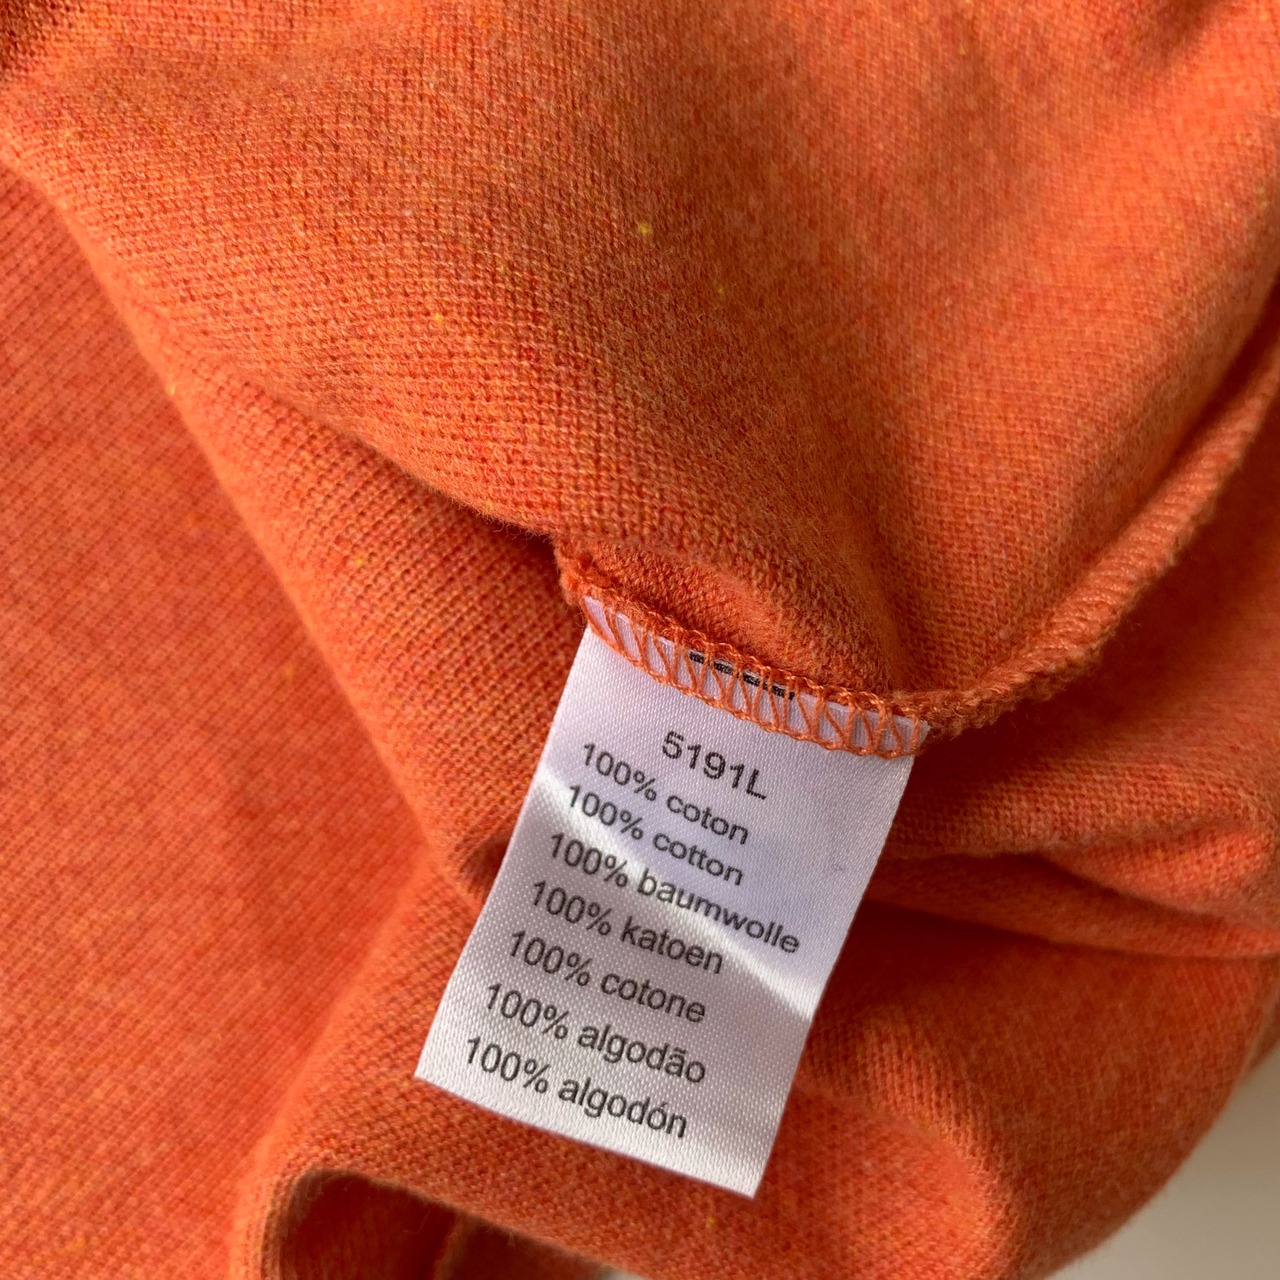 5191L
100% coton
100% cotton
100% baumwolle
100% katoen
100% cotone
100% algodão
100% algodón